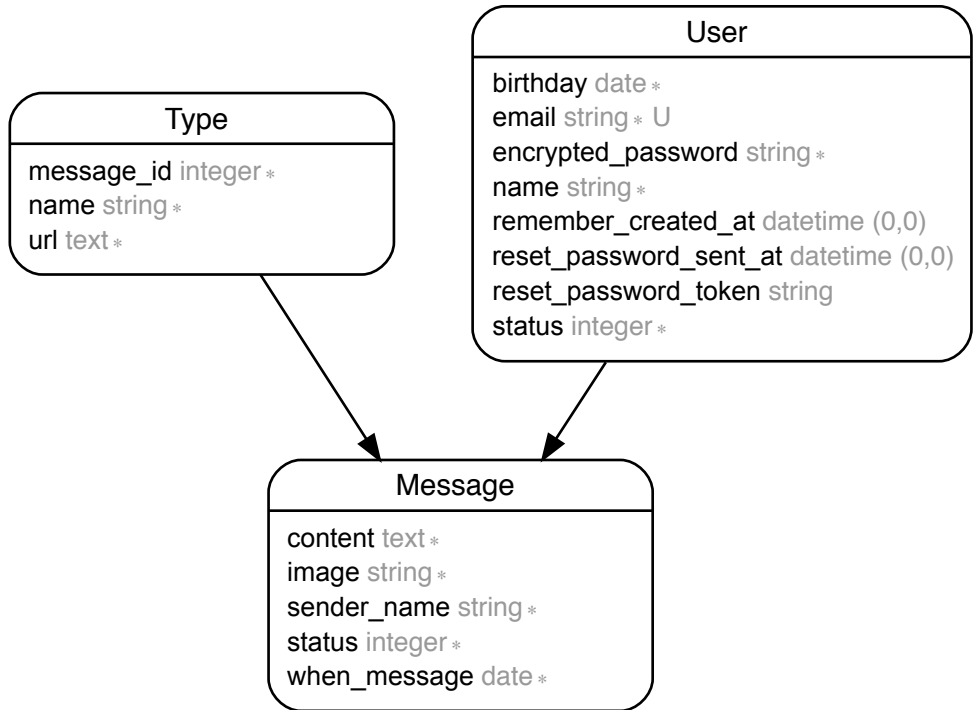 Type
message_id integer *
name string *
url text *
User
birthday date *
email string * U
encrypted_password string *
name string *
remember_created_at datetime (0,0)
reset_password_sent_at datetime (0,0)
reset_password_token string
status integer *
Message
content text *
image string *
sender_name string *
status integer *
when_message date *